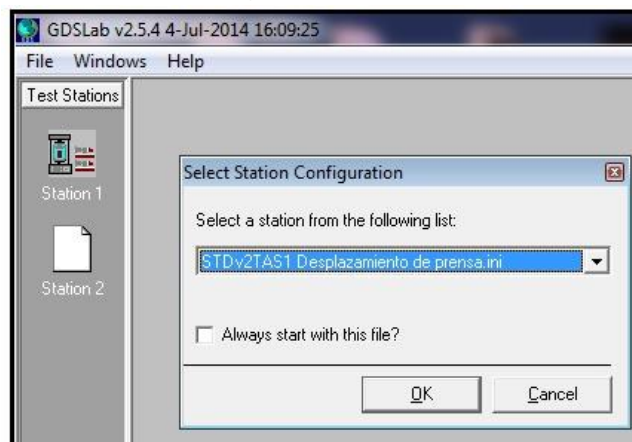 GDSLab v2.5.4 4-Jul-2014 16:09:25
File Windows Help
Test Stations
Station 1
Station 2
Select Station Configuration
Select a station from the following list:
STDv2TAS1 Desplazamiento de prensa.ini
Always start with this file?
OK Cancel